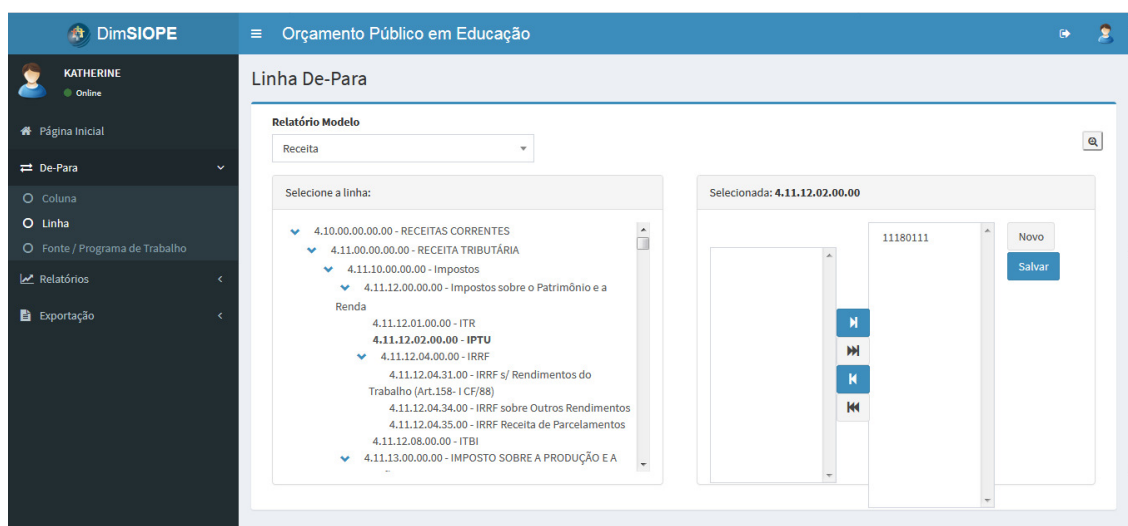 DimSIOPE
Orçamento Público em Educação
KATHERINE
Online
Página Inicial
De-Para
Coluna
Linha
Fonte / Programa de Trabalho
Relatórios
Exportação
Linha De-Para
Relatório Modelo
Receita
Selecione a linha:
4.10.00.00.00.00 - RECEITAS CORRENTES
4.11.00.00.00.00 - RECEITA TRIBUTÁRIA
4.11.10.00.00.00 - Impostos
4.11.12.00.00.00 - Impostos sobre o Patrimônio e a
Renda
4.11.12.01.00.00 - ITR
4.11.12.02.00.00 - IPTU
4.11.12.04.00.00 - IRRF
4.11.12.04.31.00 - IRRF s/ Rendimentos do
Trabalho (Art.158- I CF/88)
4.11.12.04.34.00 - IRRF sobre Outros Rendimentos
4.11.12.04.35.00 - IRRF Receita de Parcelamentos
4.11.12.08.00.00 - ITBI
4.11.13.00.00.00 - IMPOSTO SOBRE A PRODUÇÃO E A
Selecionada: 4.11.12.02.00.00
11180111
Novo
Salvar